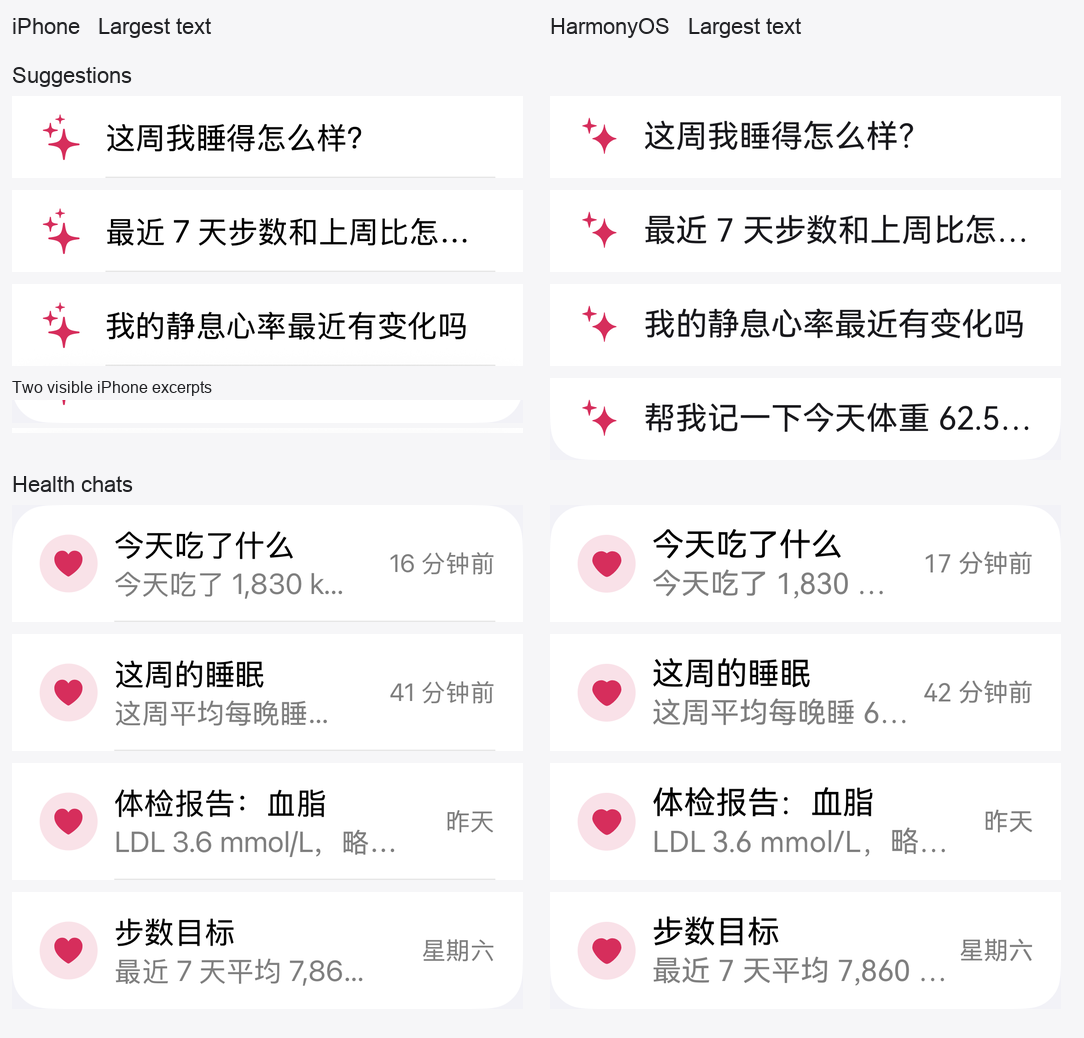 iPhone Largest text
HarmonyOS Largest text
Suggestions
这周我睡得怎么样？
这周我睡得怎么样？
最近 7 天步数和上周比怎…
最近 7 天步数和上周比怎…
我的静息心率最近有变化吗
我的静息心率最近有变化吗
Two visible iPhone excerpts
帮我记一下今天体重 62.5…
Health chats
今天吃了什么
16 分钟前
今天吃了 1,830 k...
今天吃了什么
17 分钟前
今天吃了 1,830 …
这周的睡眠
41 分钟前
这周平均每晚睡...
这周的睡眠
42 分钟前
这周平均每晚睡 6…
体检报告：血脂
昨天
LDL 3.6 mmol/L，略…
体检报告：血脂
昨天
LDL 3.6 mmol/L，略…
步数目标
星期六
最近 7 天平均 7,86...
步数目标
星期六
最近 7 天平均 7,860 …